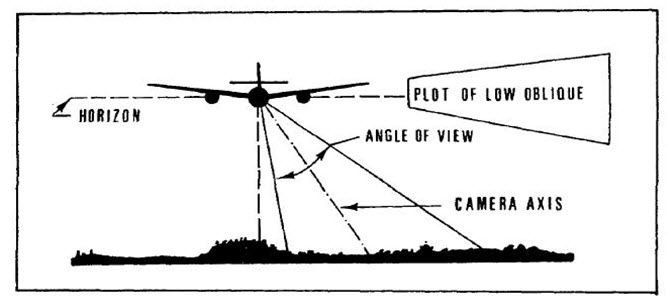 PLOT OF LOW OBLIQUE
HORIZON
ANGLE OF VIEW
CAMERA AXIS